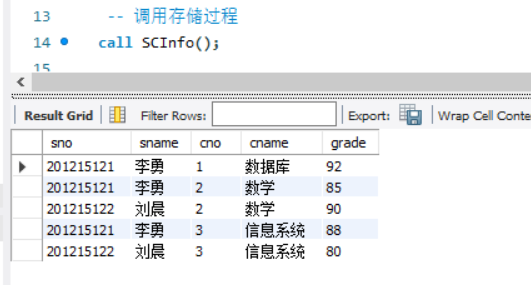 13 -- 调用存储过程
14 call SCInfo();
15
Result Grid Filter Rows: Export: Wrap Cell Conte
sno sname cno cname grade
201215121 李勇 1 数据库 92
201215121 李勇 2 数学 85
201215122 刘晨 2 数学 90
201215121 李勇 3 信息系统 88
201215122 刘晨 3 信息系统 80